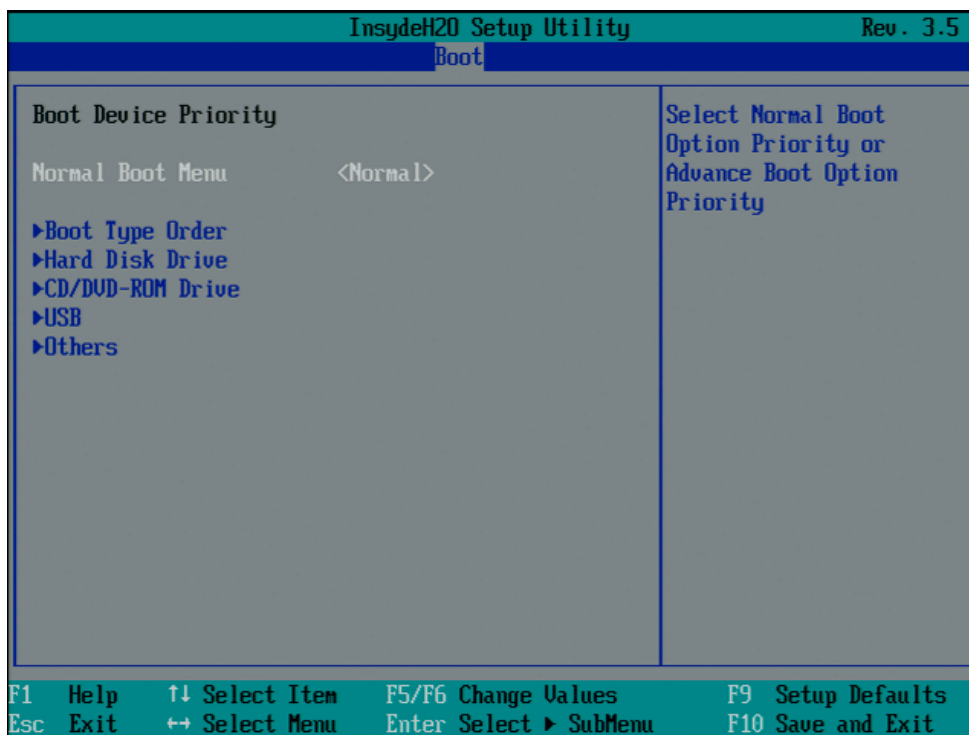 InsydeH2O Setup Utility Rev. 3.5
Boot
Boot Device Priority
Normal Boot Menu <Normal>
▶Boot Type Order
▶Hard Disk Drive
▶CD/DVD-ROM Drive
▶USB
▶Others
Select Normal Boot
Option Priority or
Advance Boot Option
Priority
F1 Help ↑↓ Select Item F5/F6 Change Values F9 Setup Defaults
Esc Exit ↔ Select Menu Enter Select ▶ SubMenu F10 Save and Exit